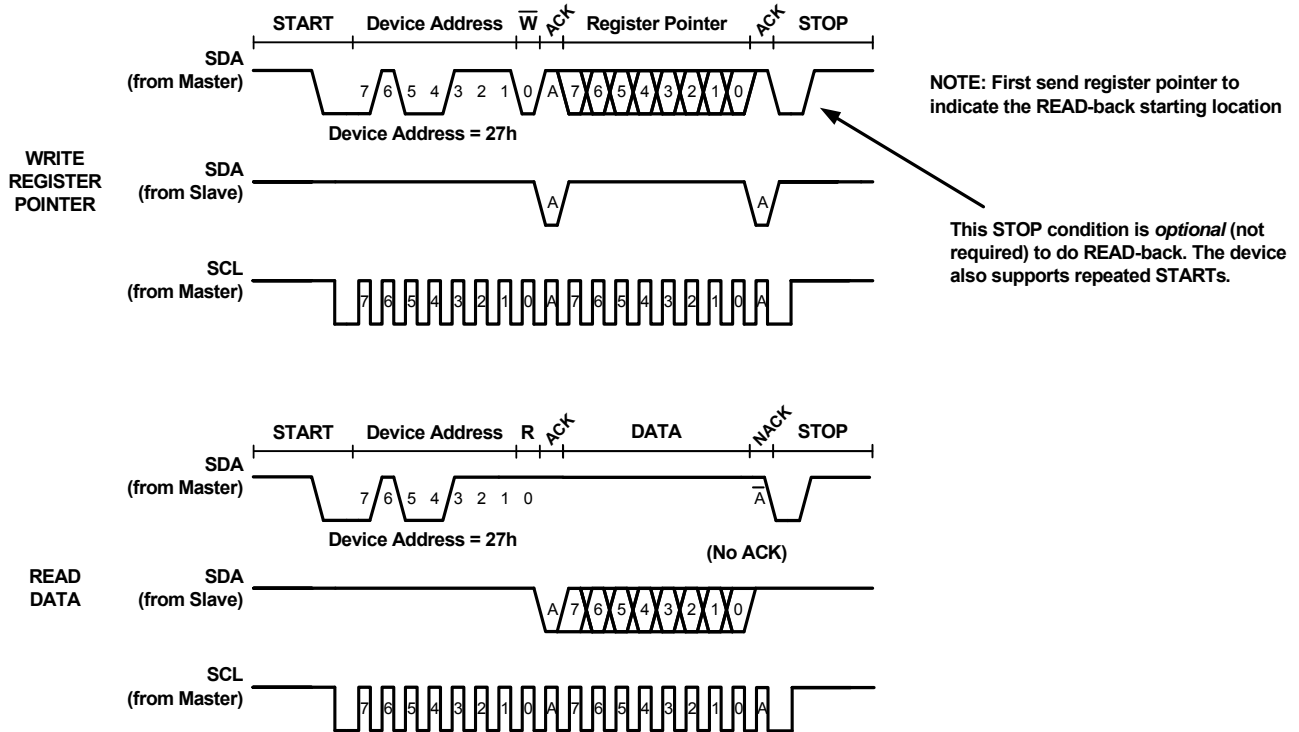 START Device Address W̅ ACK Register Pointer ACK STOP
SDA
(from Master)
7 6 5 4 3 2 1 0 A 7 6 5 4 3 2 1 0
Device Address = 27h
NOTE: First send register pointer to
indicate the READ-back starting location
WRITE
REGISTER
POINTER
SDA
(from Slave)
A A
This STOP condition is optional (not
required) to do READ-back. The device
also supports repeated STARTs.
SCL
(from Master)
7 6 5 4 3 2 1 0 A 7 6 5 4 3 2 1 0 A
START Device Address R ACK DATA NACK STOP
SDA
(from Master)
7 6 5 4 3 2 1 0 A̅
Device Address = 27h
(No ACK)
READ
DATA
SDA
(from Slave)
A 7 6 5 4 3 2 1 0
SCL
(from Master)
7 6 5 4 3 2 1 0 A 7 6 5 4 3 2 1 0 A